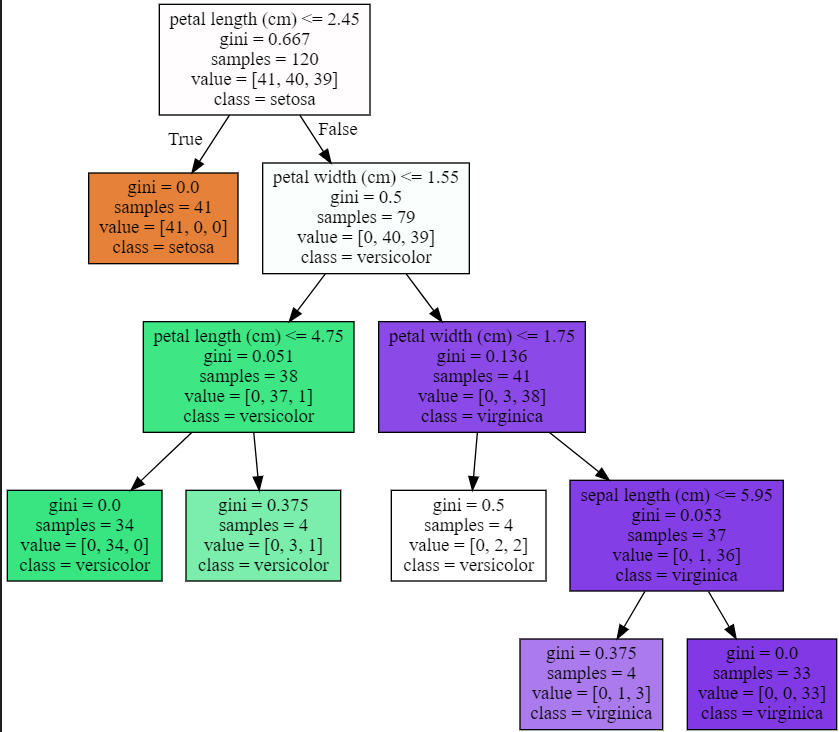 petal length (cm) <= 2.45
gini = 0.667
samples = 120
value = [41, 40, 39]
class = setosa
True
False
gini = 0.0
samples = 41
value = [41, 0, 0]
class = setosa
petal width (cm) <= 1.55
gini = 0.5
samples = 79
value = [0, 40, 39]
class = versicolor
petal length (cm) <= 4.75
gini = 0.051
samples = 38
value = [0, 37, 1]
class = versicolor
petal width (cm) <= 1.75
gini = 0.136
samples = 41
value = [0, 3, 38]
class = virginica
gini = 0.0
samples = 34
value = [0, 34, 0]
class = versicolor
gini = 0.375
samples = 4
value = [0, 3, 1]
class = versicolor
gini = 0.5
samples = 4
value = [0, 2, 2]
class = versicolor
sepal length (cm) <= 5.95
gini = 0.053
samples = 37
value = [0, 1, 36]
class = virginica
gini = 0.375
samples = 4
value = [0, 1, 3]
class = virginica
gini = 0.0
samples = 33
value = [0, 0, 33]
class = virginica